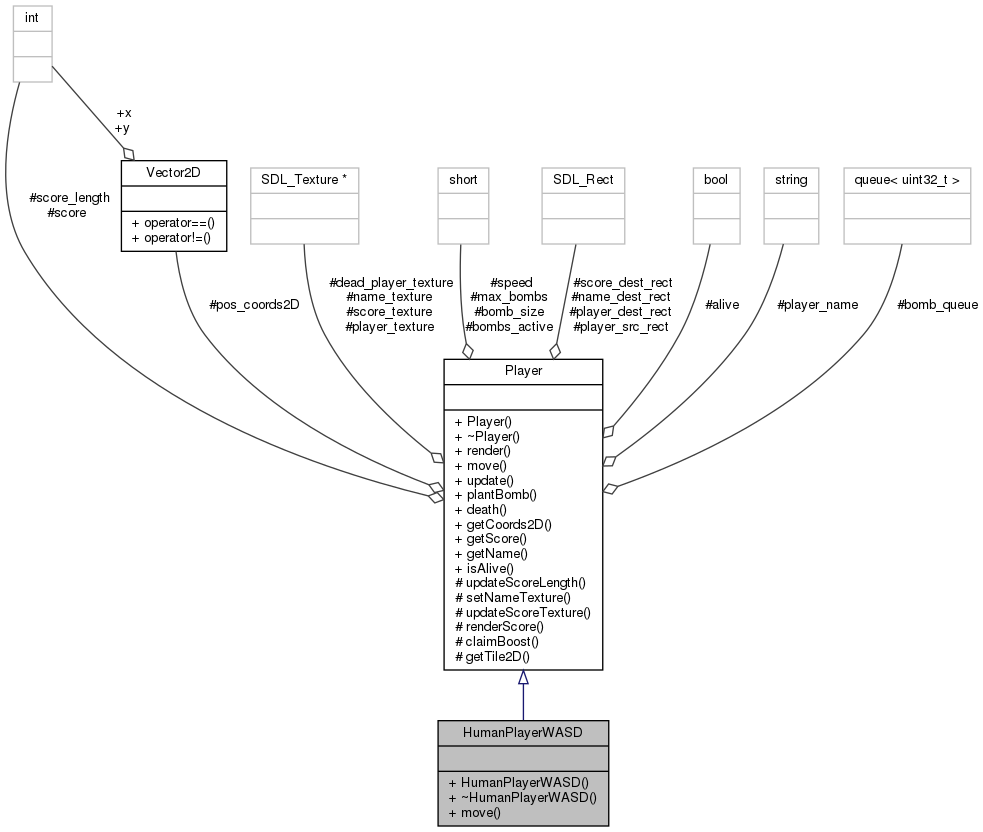 int
+x
+y
Vector2D
+ operator==()
+ operator!=()
SDL_Texture *
short
SDL_Rect
bool
string
queue< uint32_t >
#score_length
#score
#pos_coords2D
#dead_player_texture
#name_texture
#score_texture
#player_texture
#speed
#max_bombs
#bomb_size
#bombs_active
#score_dest_rect
#name_dest_rect
#player_dest_rect
#player_src_rect
#alive
#player_name
#bomb_queue
Player
+ Player()
+ ~Player()
+ render()
+ move()
+ update()
+ plantBomb()
+ death()
+ getCoords2D()
+ getScore()
+ getName()
+ isAlive()
# updateScoreLength()
# setNameTexture()
# updateScoreTexture()
# renderScore()
# claimBoost()
# getTile2D()
HumanPlayerWASD
+ HumanPlayerWASD()
+ ~HumanPlayerWASD()
+ move()